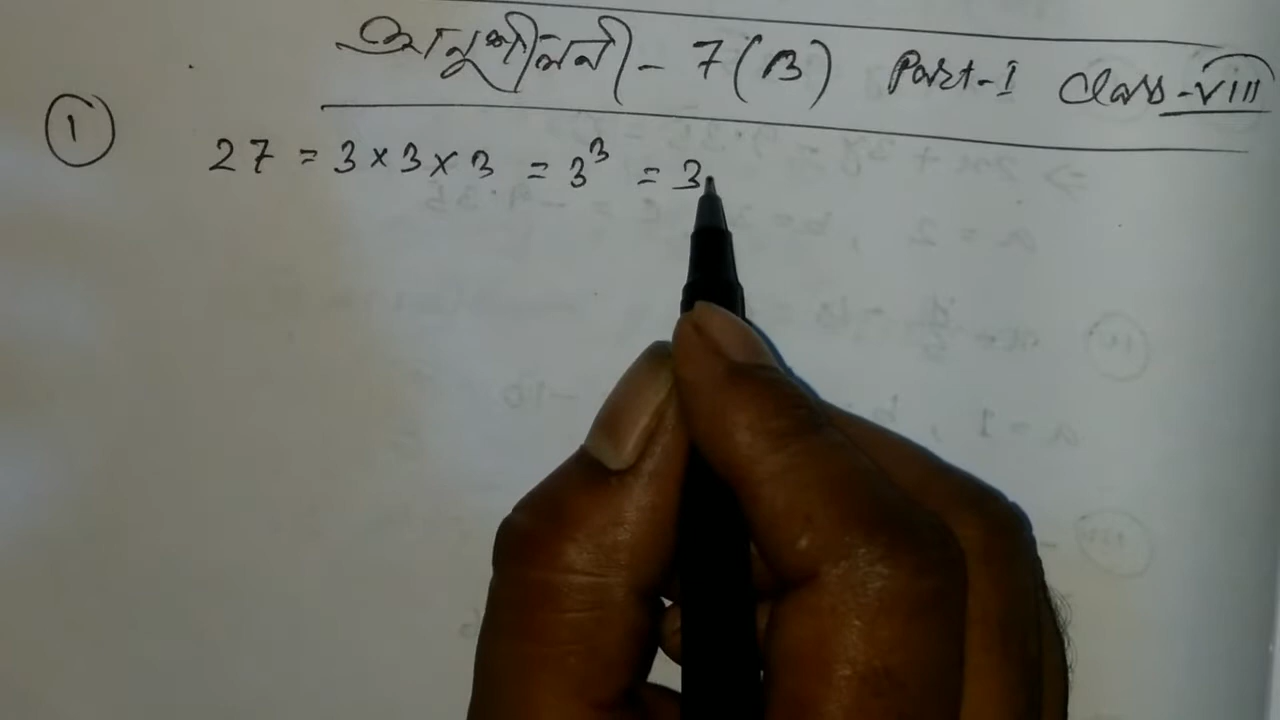 অনুশীলনী - 7 (B) Part-I Class-VIII
① 27 = 3 × 3 × 3 = 3³ = 3